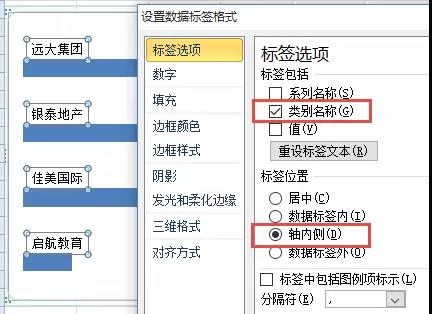 远大集团
银泰地产
佳美国际
启航教育
设置数据标签格式
标签选项
数字
填充
边框颜色
边框样式
阴影
发光和柔化边缘
三维格式
对齐方式
标签选项
标签包括
系列名称(S)
类别名称(G)
值(V)
重设标签文本(R)
标签位置
居中(C)
数据标签内(I)
轴内侧(D)
数据标签外(O)
标签中包括图例项标示(L)
分隔符(E) ,